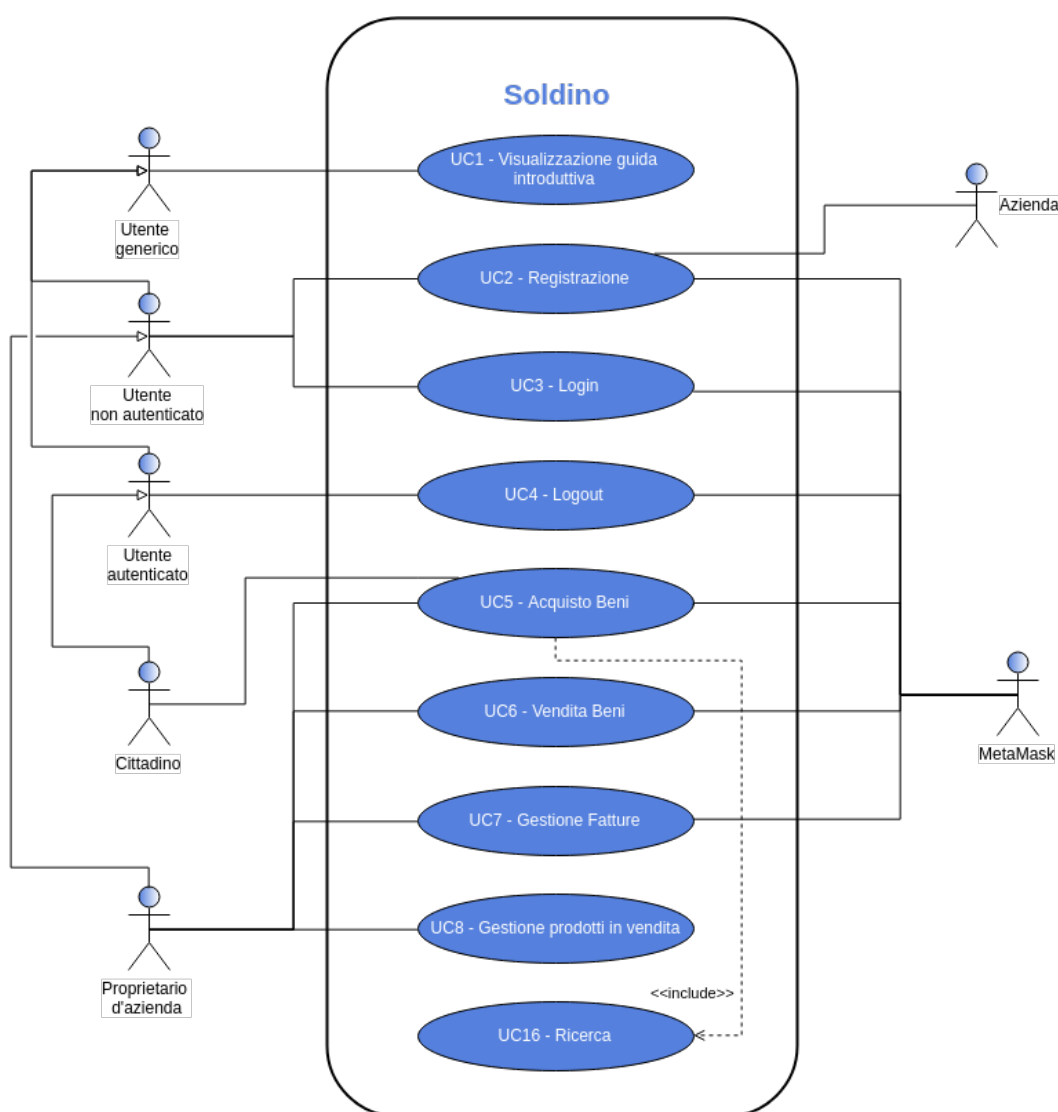 Soldino
UC1 - Visualizzazione guida
introduttiva
Utente
generico
Azienda
UC2 - Registrazione
Utente
non autenticato
UC3 - Login
UC4 - Logout
Utente
autenticato
UC5 - Acquisto Beni
UC6 - Vendita Beni
Cittadino
MetaMask
UC7 - Gestione Fatture
UC8 - Gestione prodotti in vendita
Proprietario
d'azienda
<<include>>
UC16 - Ricerca